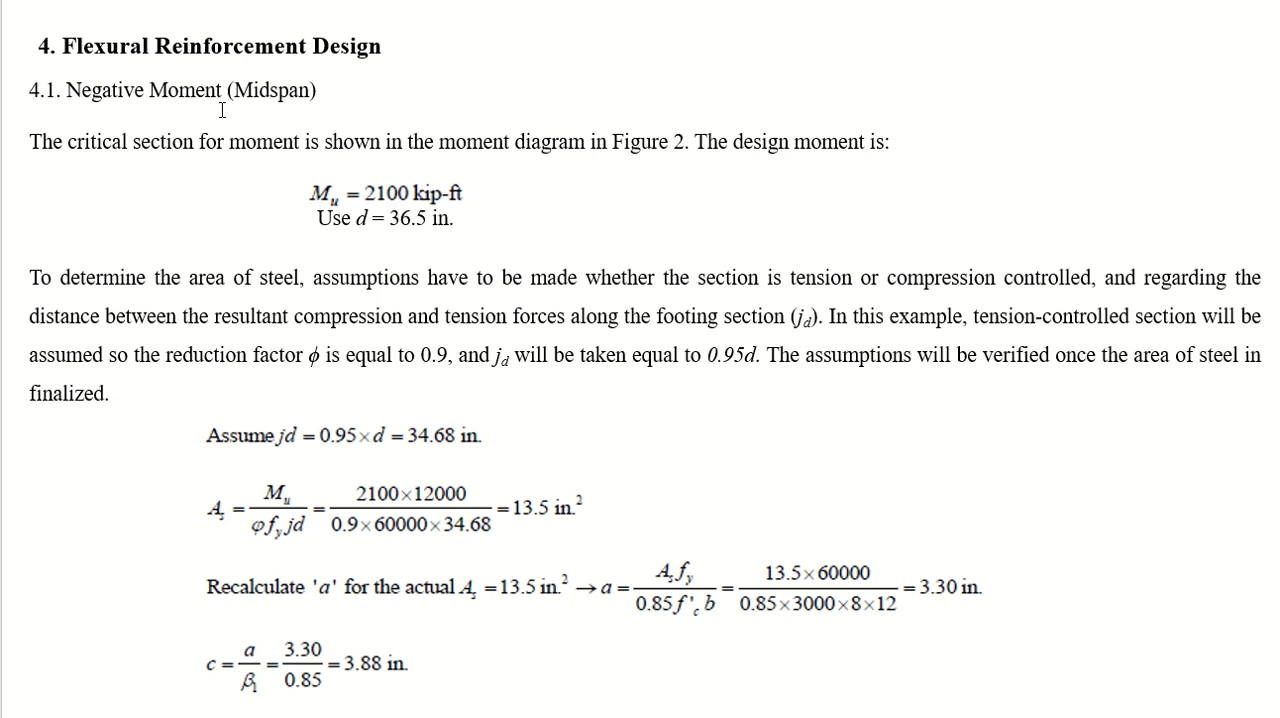 4. Flexural Reinforcement Design
4.1. Negative Moment (Midspan)
The critical section for moment is shown in the moment diagram in Figure 2. The design moment is:
M_u = 2100 kip-ft
Use d = 36.5 in.
To determine the area of steel, assumptions have to be made whether the section is tension or compression controlled, and regarding the
distance between the resultant compression and tension forces along the footing section (j_d). In this example, tension-controlled section will be
assumed so the reduction factor ϕ is equal to 0.9, and j_d will be taken equal to 0.95d. The assumptions will be verified once the area of steel in
finalized.
Assume jd = 0.95×d = 34.68 in.
A_s = M_u / (φf_y jd) = (2100×12000) / (0.9×60000×34.68) = 13.5 in.²
Recalculate 'a' for the actual A_s = 13.5 in.² → a = A_s f_y / (0.85f'_c b) = (13.5×60000) / (0.85×3000×8×12) = 3.30 in.
c = a / β₁ = 3.30 / 0.85 = 3.88 in.